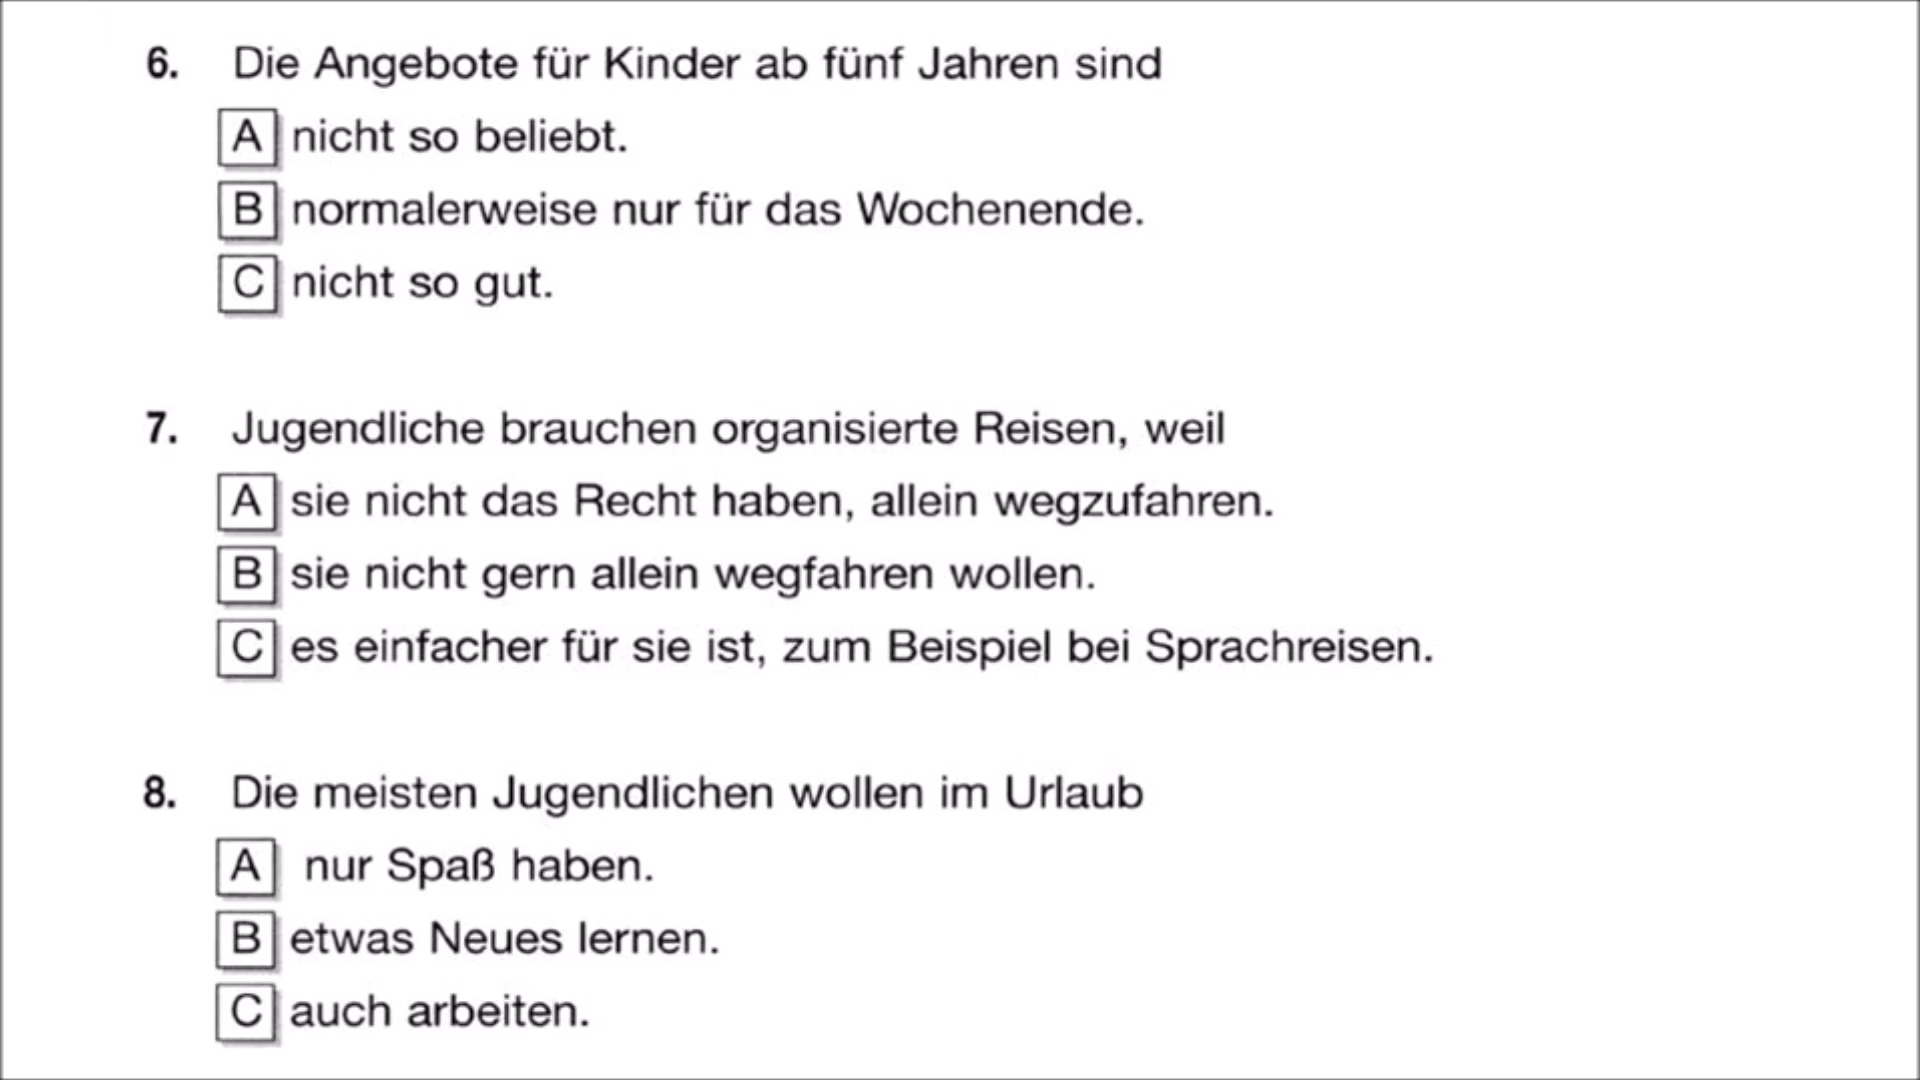 6. Die Angebote für Kinder ab fünf Jahren sind
A nicht so beliebt.
B normalerweise nur für das Wochenende.
C nicht so gut.
7. Jugendliche brauchen organisierte Reisen, weil
A sie nicht das Recht haben, allein wegzufahren.
B sie nicht gern allein wegfahren wollen.
C es einfacher für sie ist, zum Beispiel bei Sprachreisen.
8. Die meisten Jugendlichen wollen im Urlaub
A nur Spaß haben.
B etwas Neues lernen.
C auch arbeiten.